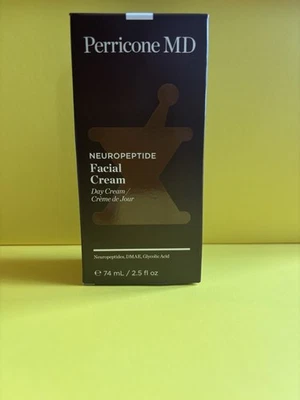 Perricone MD
NEUROPEPTIDE
Facial
Cream
Day Cream/
Crème de Jour
Neuropeptides, DMAE, Glycolic Acid
℮ 74 mL / 2.5 fl oz